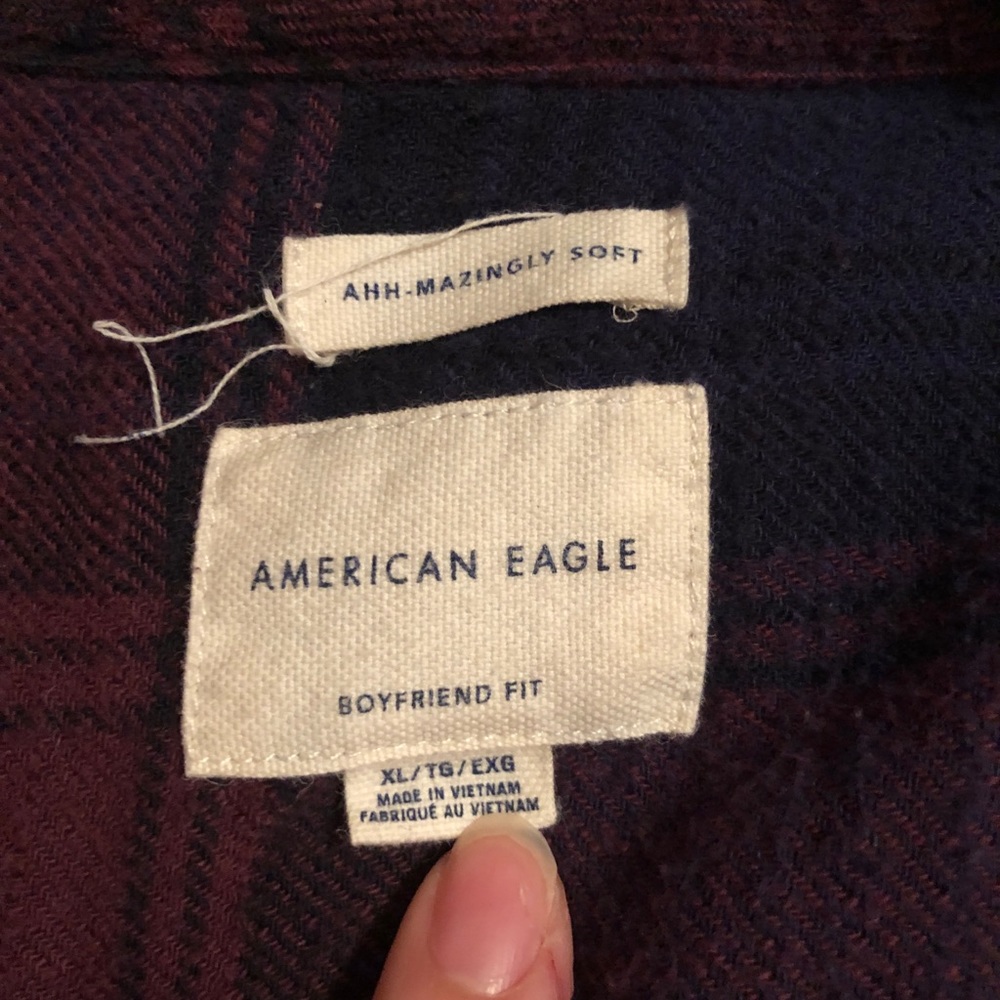 AHH-MAZINGLY SOFT
AMERICAN EAGLE
BOYFRIEND FIT
XL/TG/EXG
MADE IN VIETNAM
FABRIQUÉ AU VIETNAM